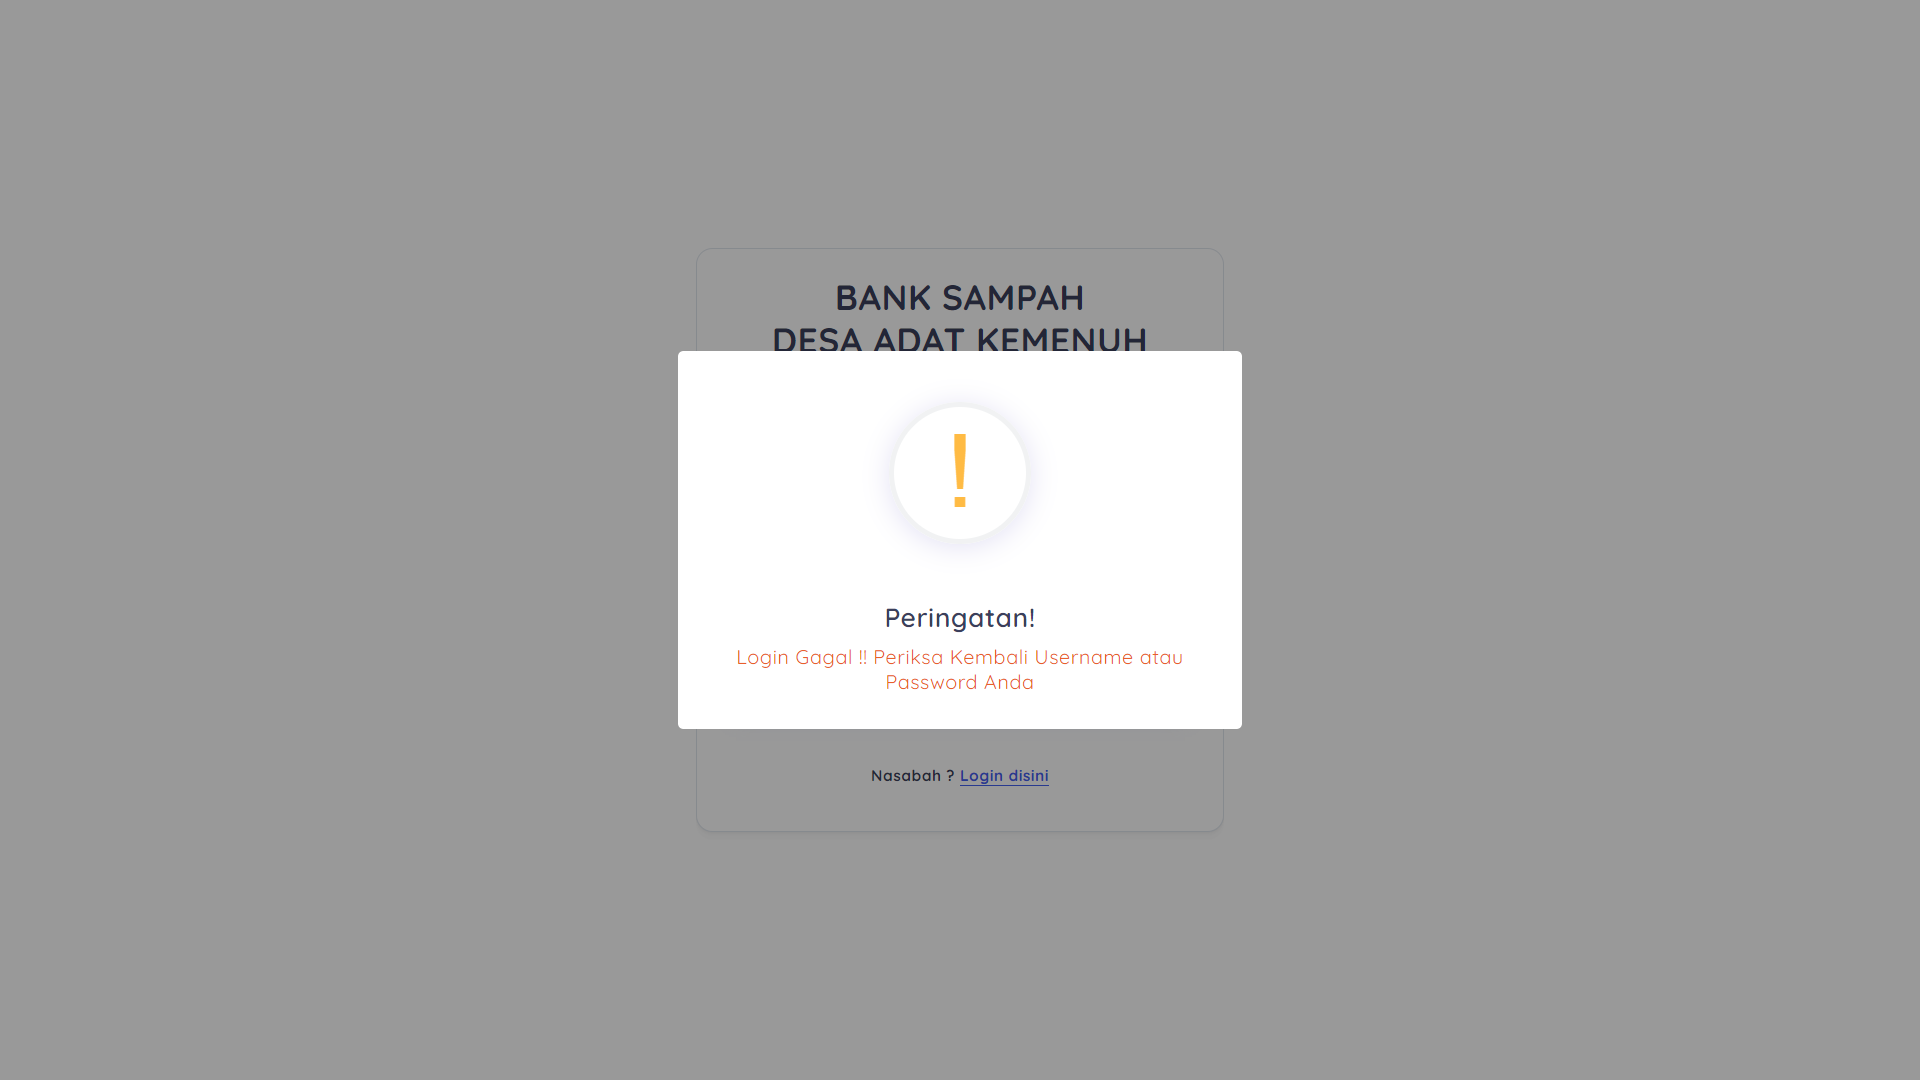 BANK SAMPAH
DESA ADAT KEMENUH
!
Peringatan!
Login Gagal !! Periksa Kembali Username atau
Password Anda
Nasabah ? Login disini